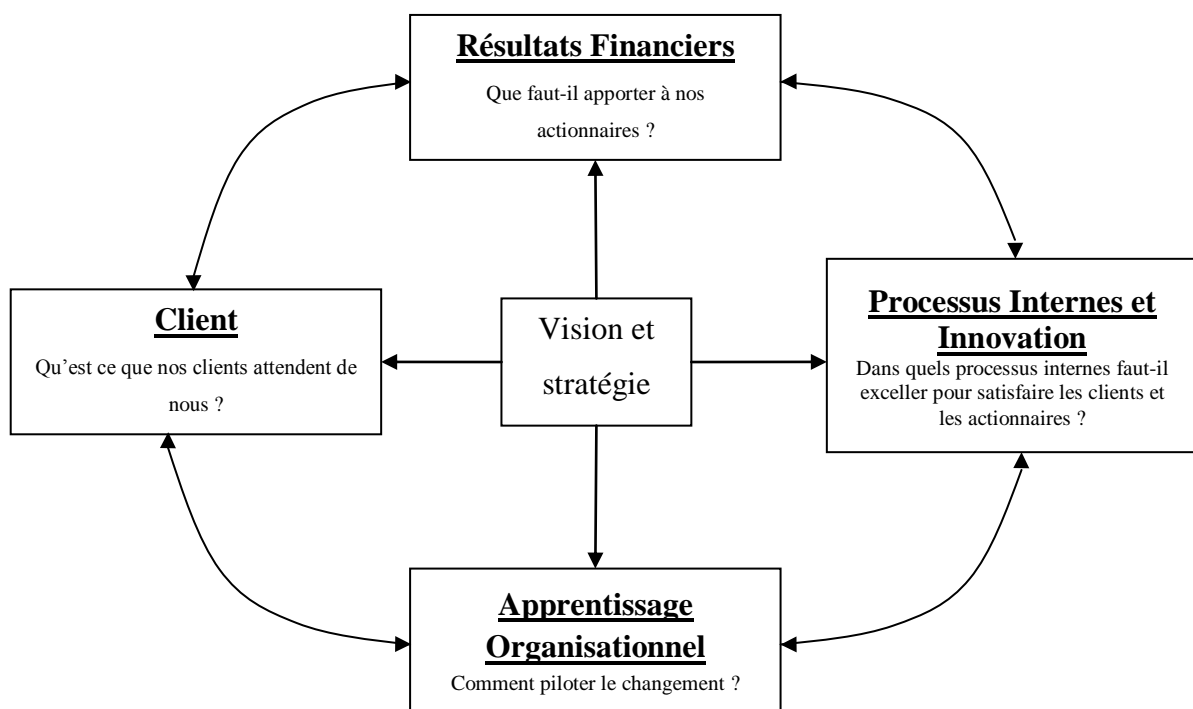 Résultats Financiers
Que faut-il apporter à nos
actionnaires ?
Client
Qu’est ce que nos clients attendent de
nous ?
Vision et
stratégie
Processus Internes et
Innovation
Dans quels processus internes faut-il
exceller pour satisfaire les clients et
les actionnaires ?
Apprentissage
Organisationnel
Comment piloter le changement ?